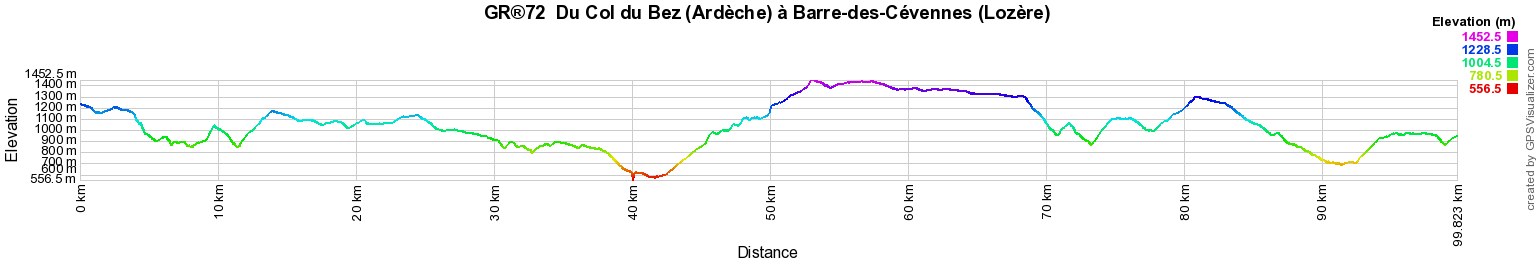 GR®72  Du Col du Bez (Ardèche) à Barre-des-Cévennes (Lozère)
Elevation (m)
1452.5
1228.5
1004.5
780.5
556.5
created by GPSVisualizer.com
Elevation
1452.5 m
1400 m
1300 m
1200 m
1100 m
1000 m
900 m
800 m
700 m
600 m
556.5 m
0 km
10 km
20 km
30 km
40 km
50 km
60 km
70 km
80 km
90 km
99.823 km
Distance